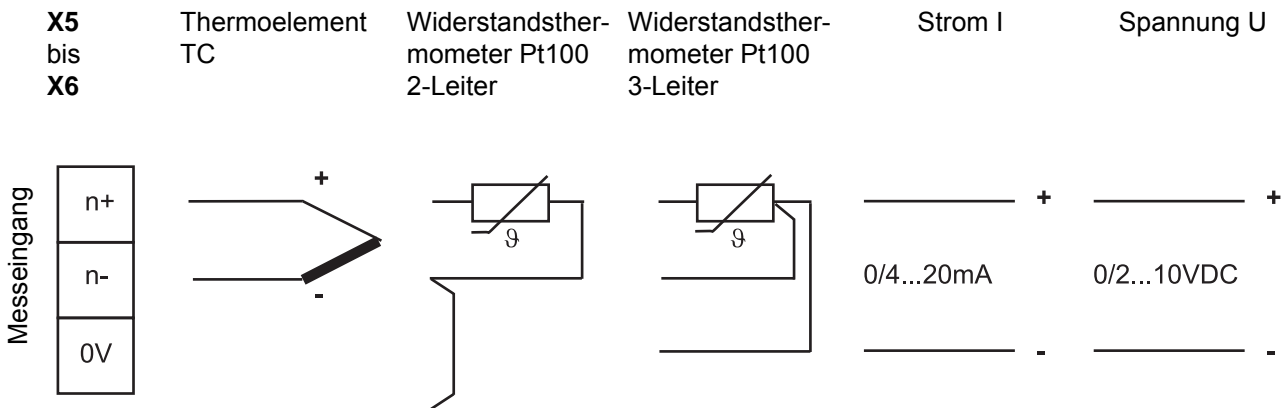 X5
bis
X6
Thermoelement
TC
Widerstandsther-
mometer Pt100
2-Leiter
Widerstandsther-
mometer Pt100
3-Leiter
Strom I
Spannung U
Messeingang
n+
n-
0V
+
-
ϑ
ϑ
+
0/4...20mA
-
+
0/2...10VDC
-